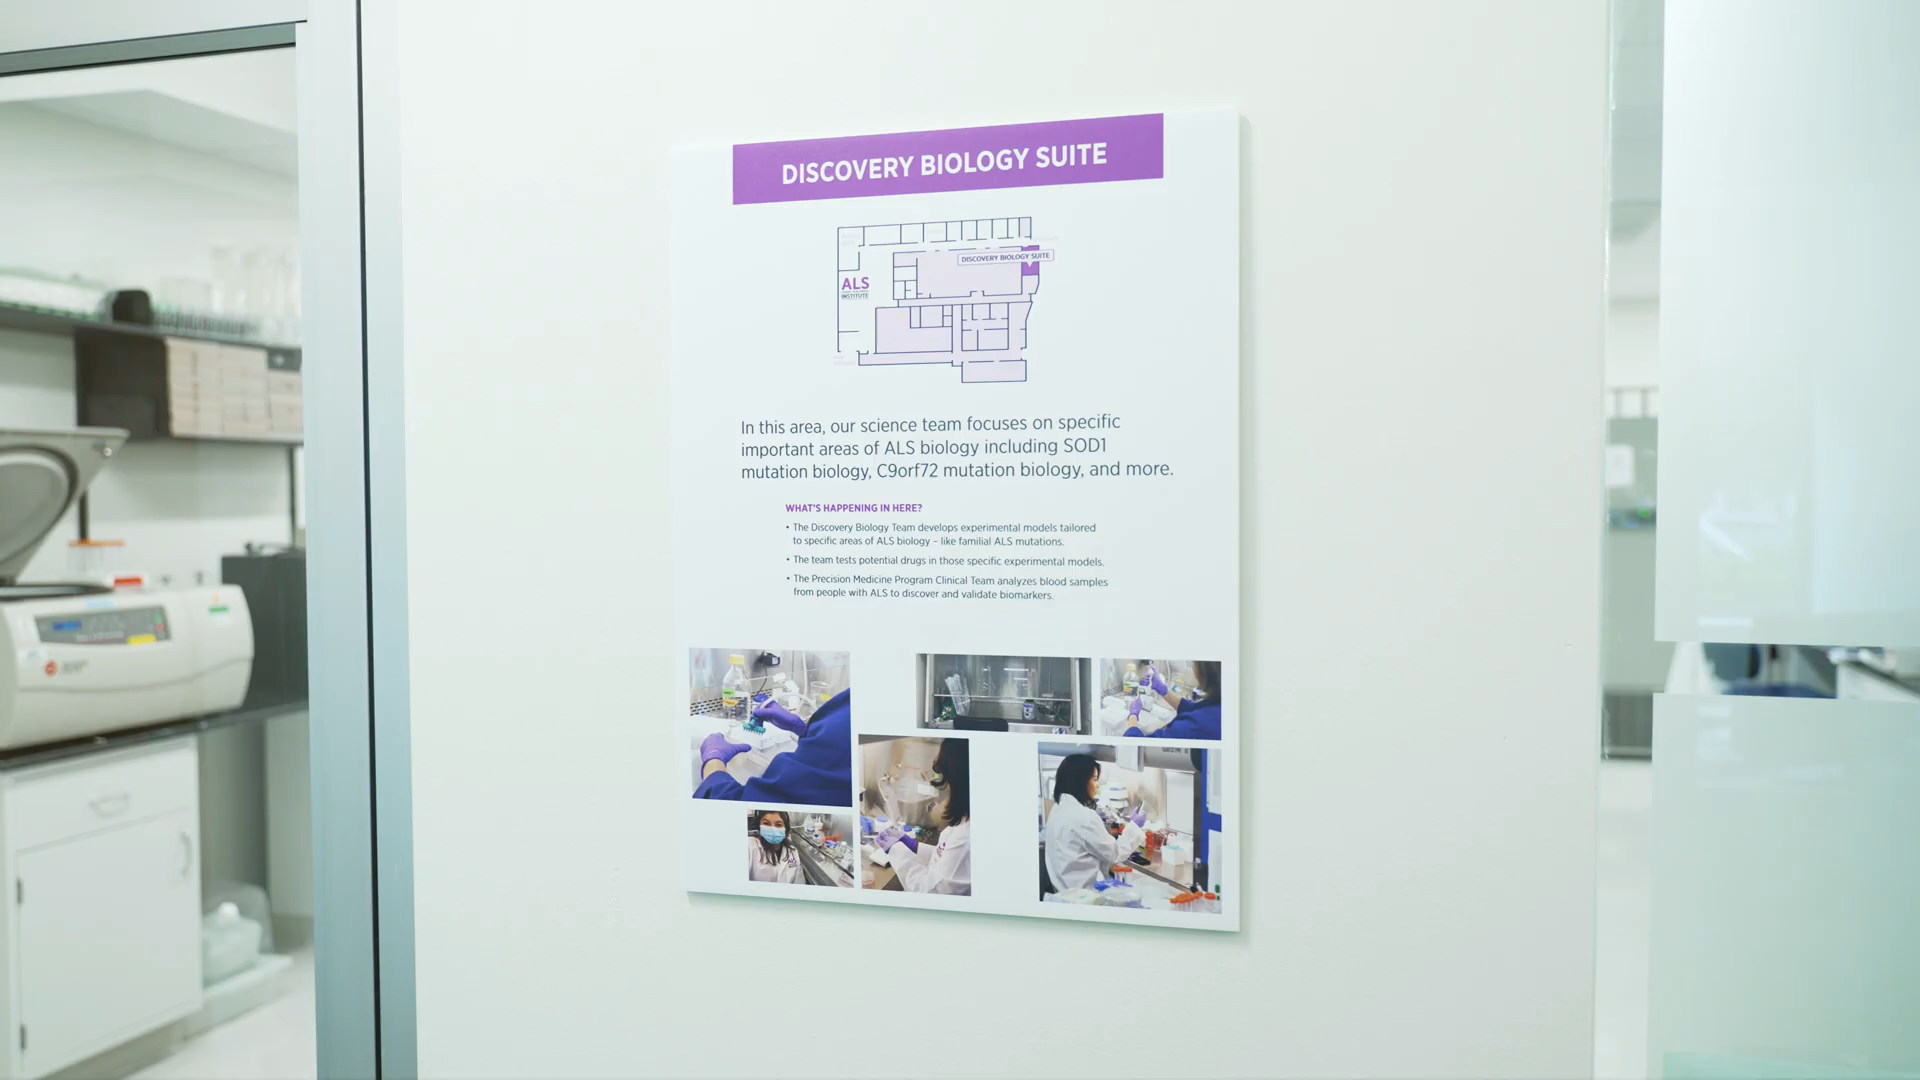 DISCOVERY BIOLOGY SUITE
DISCOVERY BIOLOGY SUITE
ALS
INSTITUTE
In this area, our science team focuses on specific
important areas of ALS biology including SOD1
mutation biology, C9orf72 mutation biology, and more.
WHAT'S HAPPENING IN HERE?
• The Discovery Biology Team develops experimental models tailored
to specific areas of ALS biology – like familial ALS mutations.
• The team tests potential drugs in those specific experimental models.
• The Precision Medicine Program Clinical Team analyzes blood samples
from people with ALS to discover and validate biomarkers.